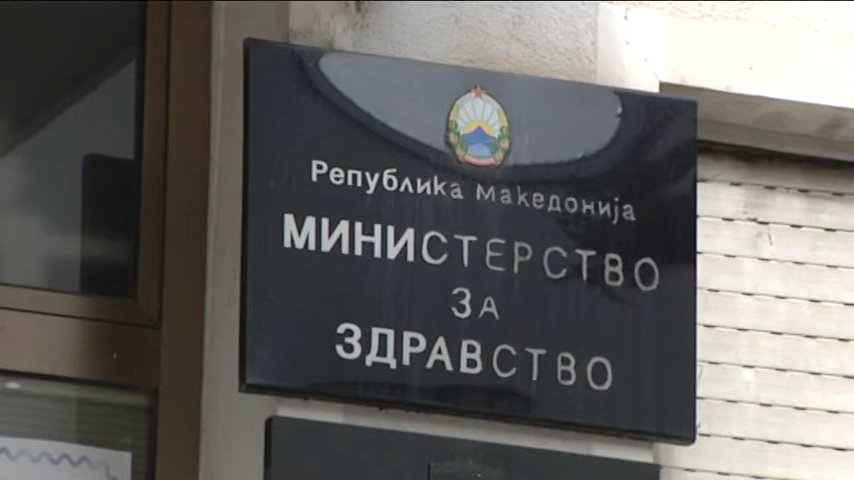 Република Македонија
МИНИСТЕРСТВО
ЗА
ЗДРАВСТВО